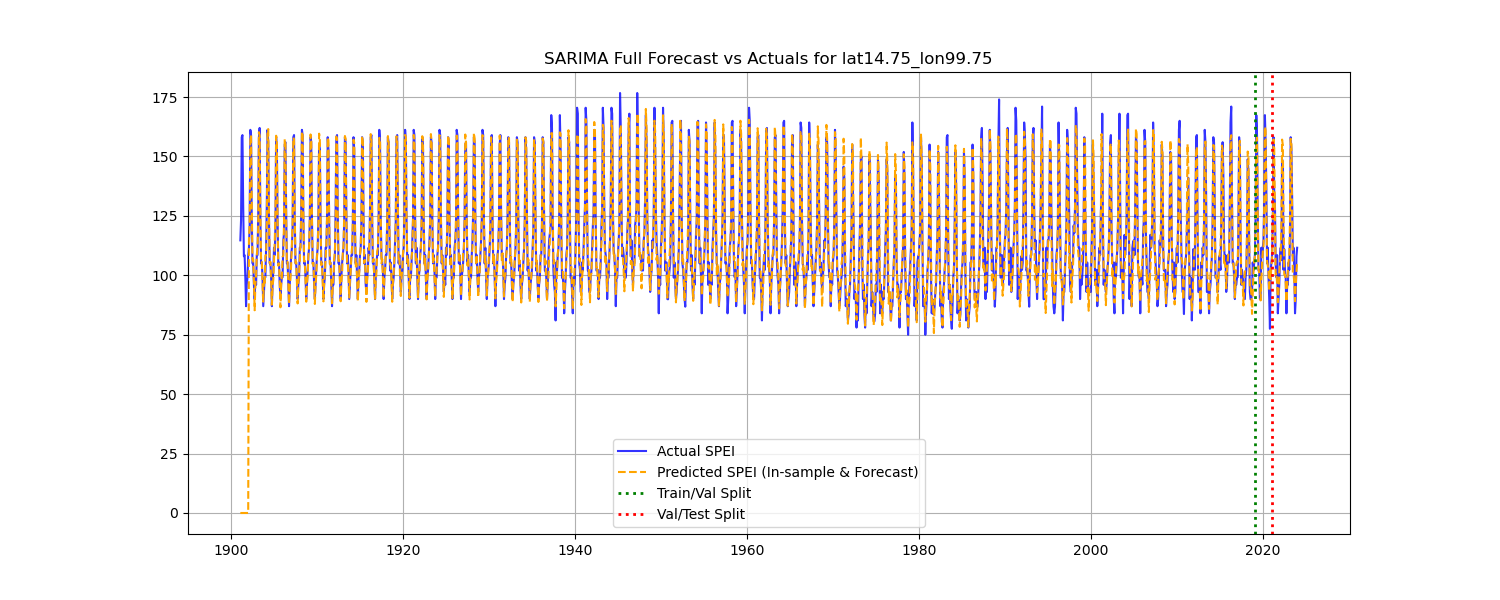 SARIMA Full Forecast vs Actuals for lat14.75_lon99.75
175
150
125
100
75
50
25
0
Actual SPEI
Predicted SPEI (In-sample & Forecast)
Train/Val Split
Val/Test Split
1900 1920 1940 1960 1980 2000 2020